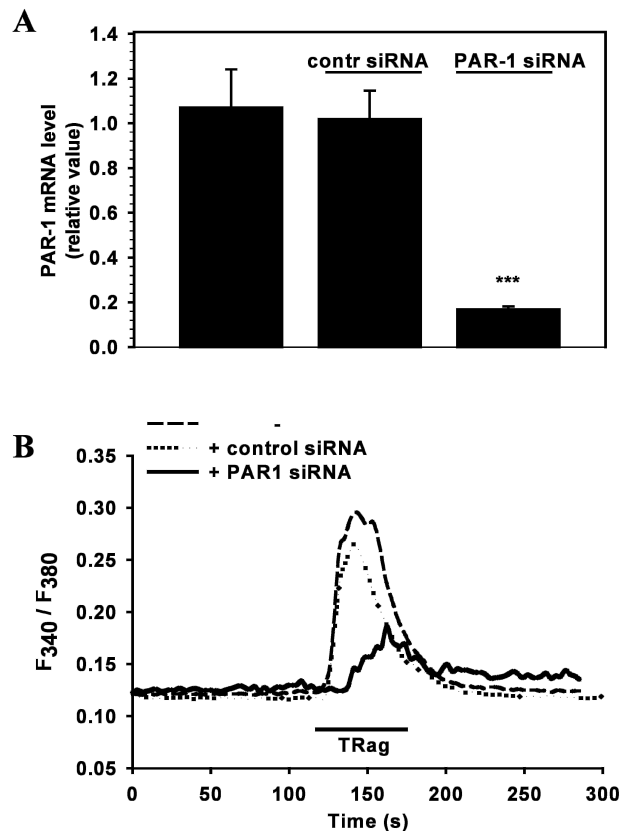 A
contr siRNA PAR-1 siRNA
PAR-1 mRNA level
(relative value)
1.4
1.2
1.0
0.8
0.6
0.4
0.2
0.0
***
B
-
+ control siRNA
+ PAR1 siRNA
F340 / F380
0.35
0.30
0.25
0.20
0.15
0.10
0.05
TRag
0 50 100 150 200 250 300
Time (s)